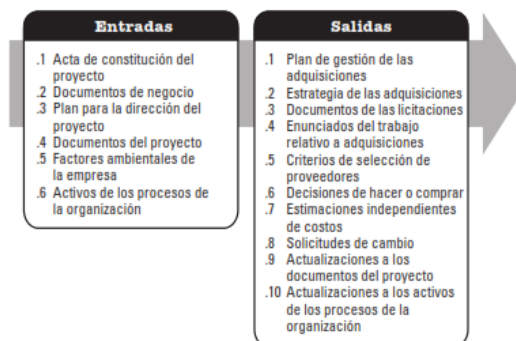 Entradas
.1 Acta de constitución del
proyecto
.2 Documentos de negocio
.3 Plan para la dirección del
proyecto
.4 Documentos del proyecto
.5 Factores ambientales de
la empresa
.6 Activos de los procesos de
la organización
Salidas
.1 Plan de gestión de las
adquisiciones
.2 Estrategia de las adquisiciones
.3 Documentos de las licitaciones
.4 Enunciados del trabajo
relativo a adquisiciones
.5 Criterios de selección de
proveedores
.6 Decisiones de hacer o comprar
.7 Estimaciones independientes
de costos
.8 Solicitudes de cambio
.9 Actualizaciones a los
documentos del proyecto
.10 Actualizaciones a los activos
de los procesos de la
organización